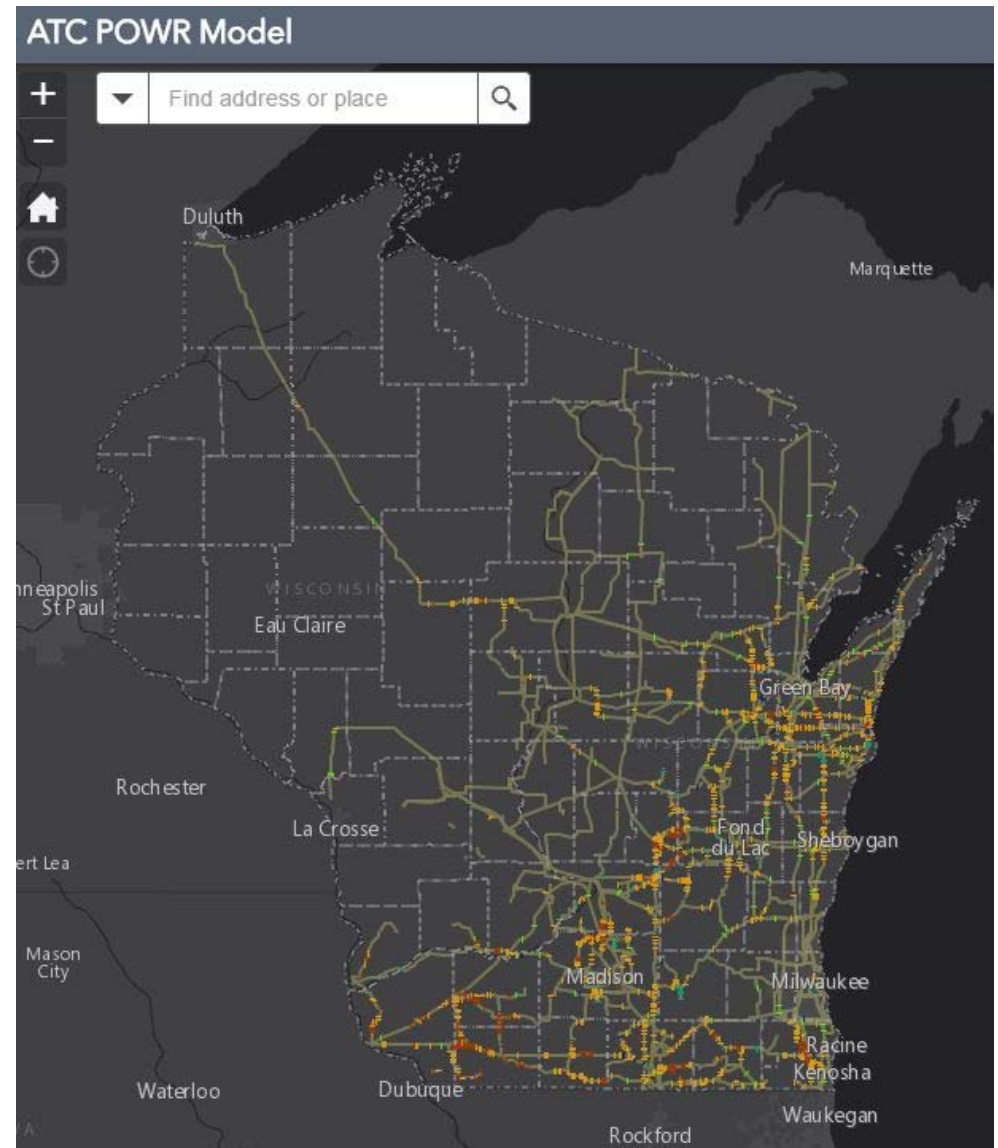 ATC POWR Model
+
Find address or place
−
Duluth
Marquette
nneapolis
St Paul
WISCONSIN
Eau Claire
Green Bay
WISCONSIN
Rochester
La Crosse
Fond
du Lac
Sheboygan
ert Lea
Mason
City
Madison
Milwaukee
Racine
Kenosha
Waterloo
Dubuque
Waukegan
Rockford